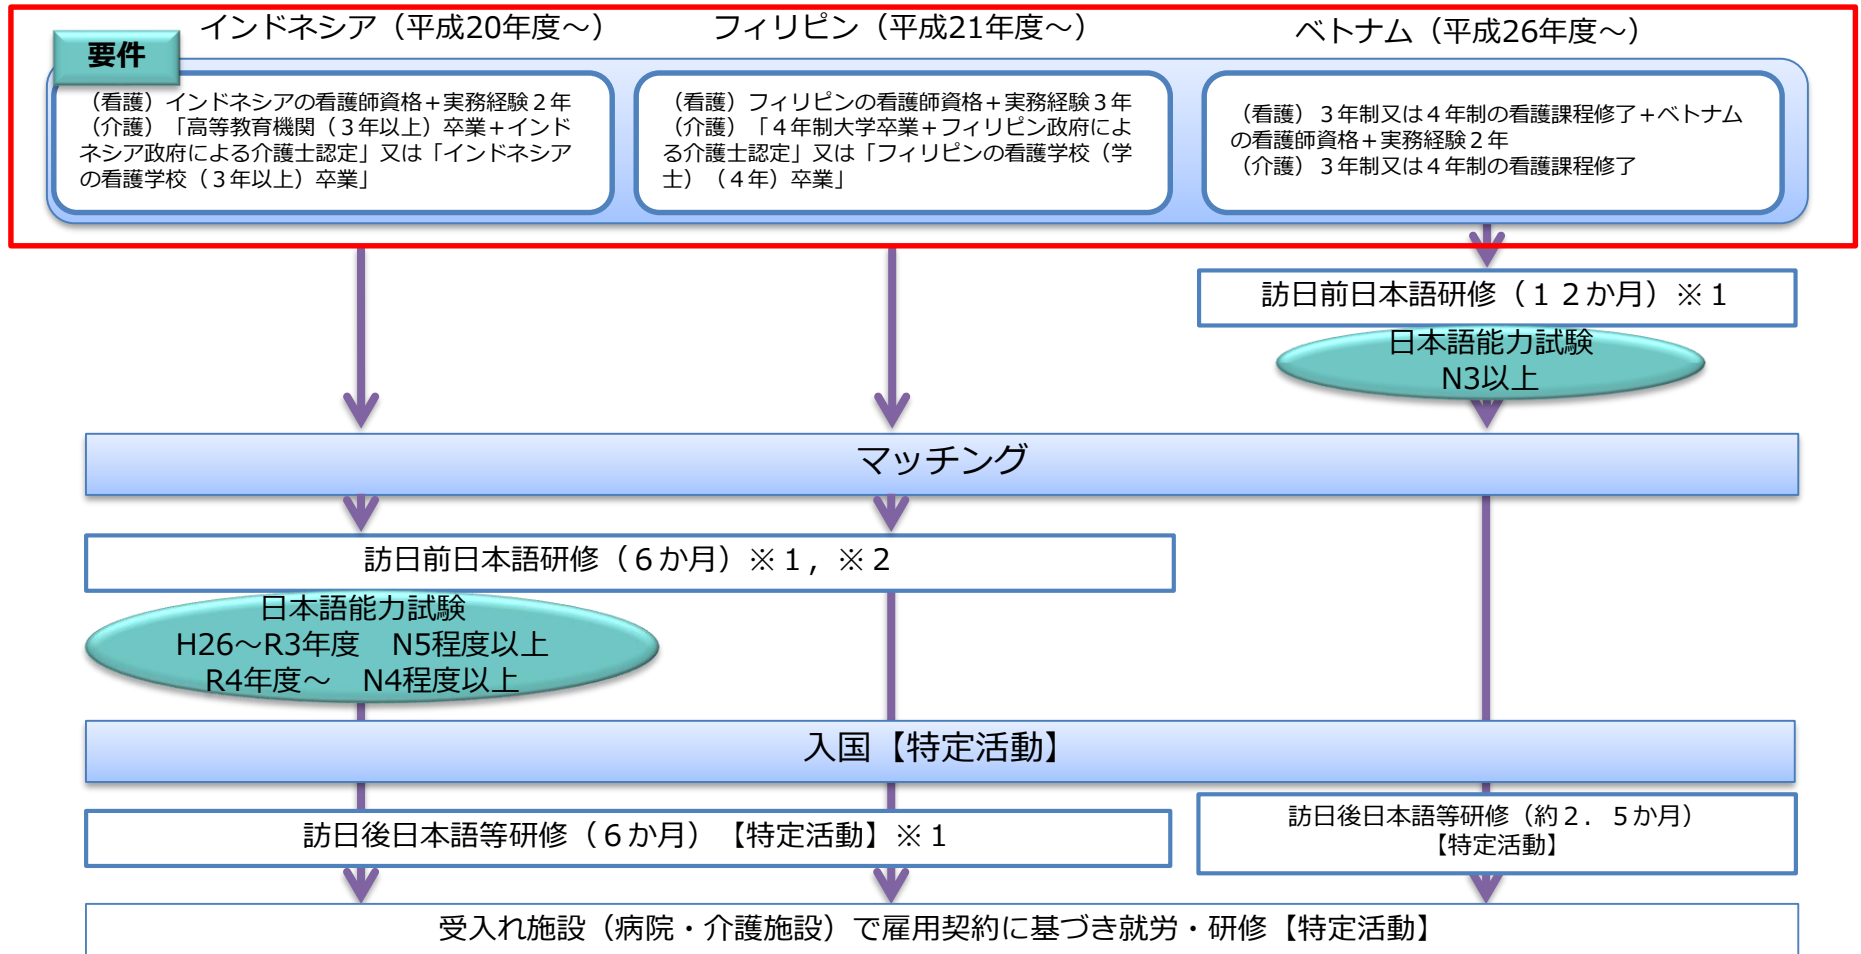 インドネシア（平成20年度～）
フィリピン（平成21年度～）
ベトナム（平成26年度～）
要件
（看護）インドネシアの看護師資格＋実務経験２年
（介護）「高等教育機関（３年以上）卒業＋インド
ネシア政府による介護士認定」又は「インドネシア
の看護学校（３年以上）卒業」
（看護）フィリピンの看護師資格＋実務経験３年
（介護）「４年制大学卒業＋フィリピン政府によ
る介護士認定」又は「フィリピンの看護学校（学
士）（４年）卒業」
（看護）３年制又は４年制の看護課程修了＋ベトナム
の看護師資格＋実務経験２年
（介護）３年制又は４年制の看護課程修了
訪日前日本語研修（１２か月）※１
日本語能力試験
N3以上
マッチング
訪日前日本語研修（６か月）※１，※２
日本語能力試験
H26～R3年度　N5程度以上
R4年度～　N4程度以上
入国【特定活動】
訪日後日本語等研修（６か月）【特定活動】※１
訪日後日本語等研修（約２．５か月）
【特定活動】
受入れ施設（病院・介護施設）で雇用契約に基づき就労・研修【特定活動】